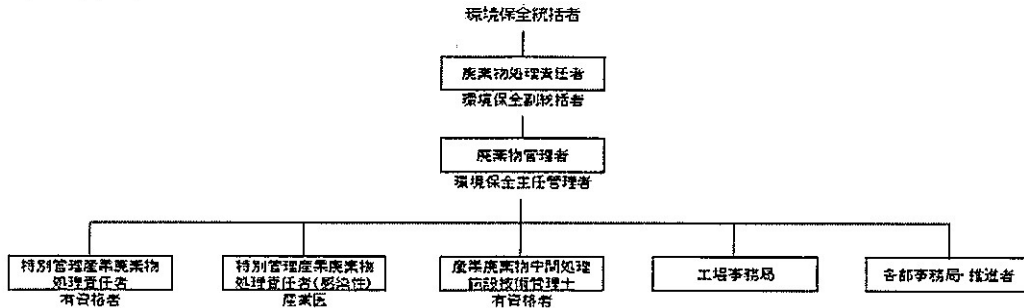 環境保全統括者
廃棄物処理責任者
環境保全副統括者
廃棄物管理者
環境保全主任管理者
特別管理産業廃棄物
処理責任者
有資格者
特別管理産業廃棄物
処理責任者(感染性)
産業医
産業廃棄物中間処理
施設技術管理士
有資格者
工場事務局
各部事務局・推進者